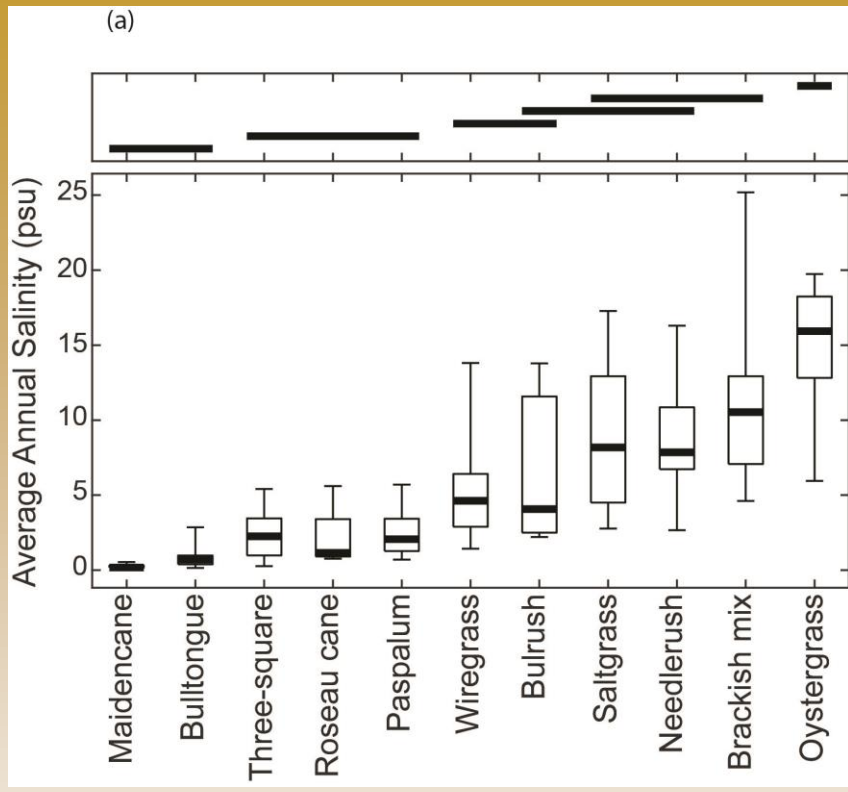 (a)
Average Annual Salinity (psu)
25
20
15
10
5
0
Maidencane
Bulltongue
Three-square
Roseau cane
Paspalum
Wiregrass
Bulrush
Saltgrass
Needlerush
Brackish mix
Oystergrass